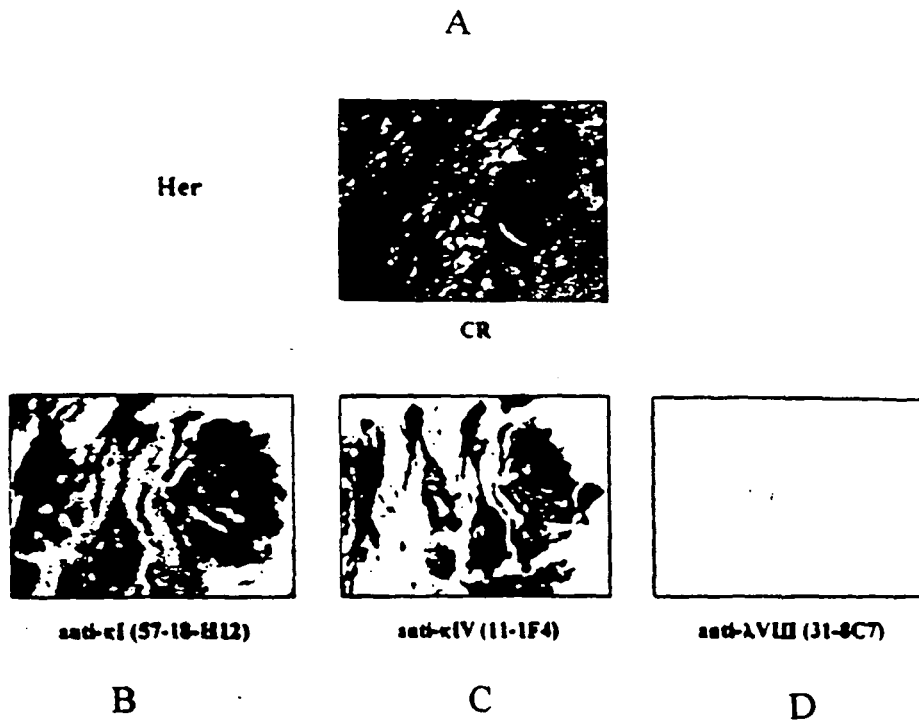 A
Her
CR
anti-κI (57-18-H12)
anti-κIV (11-1F4)
anti-λVIII (31-8C7)
B
C
D